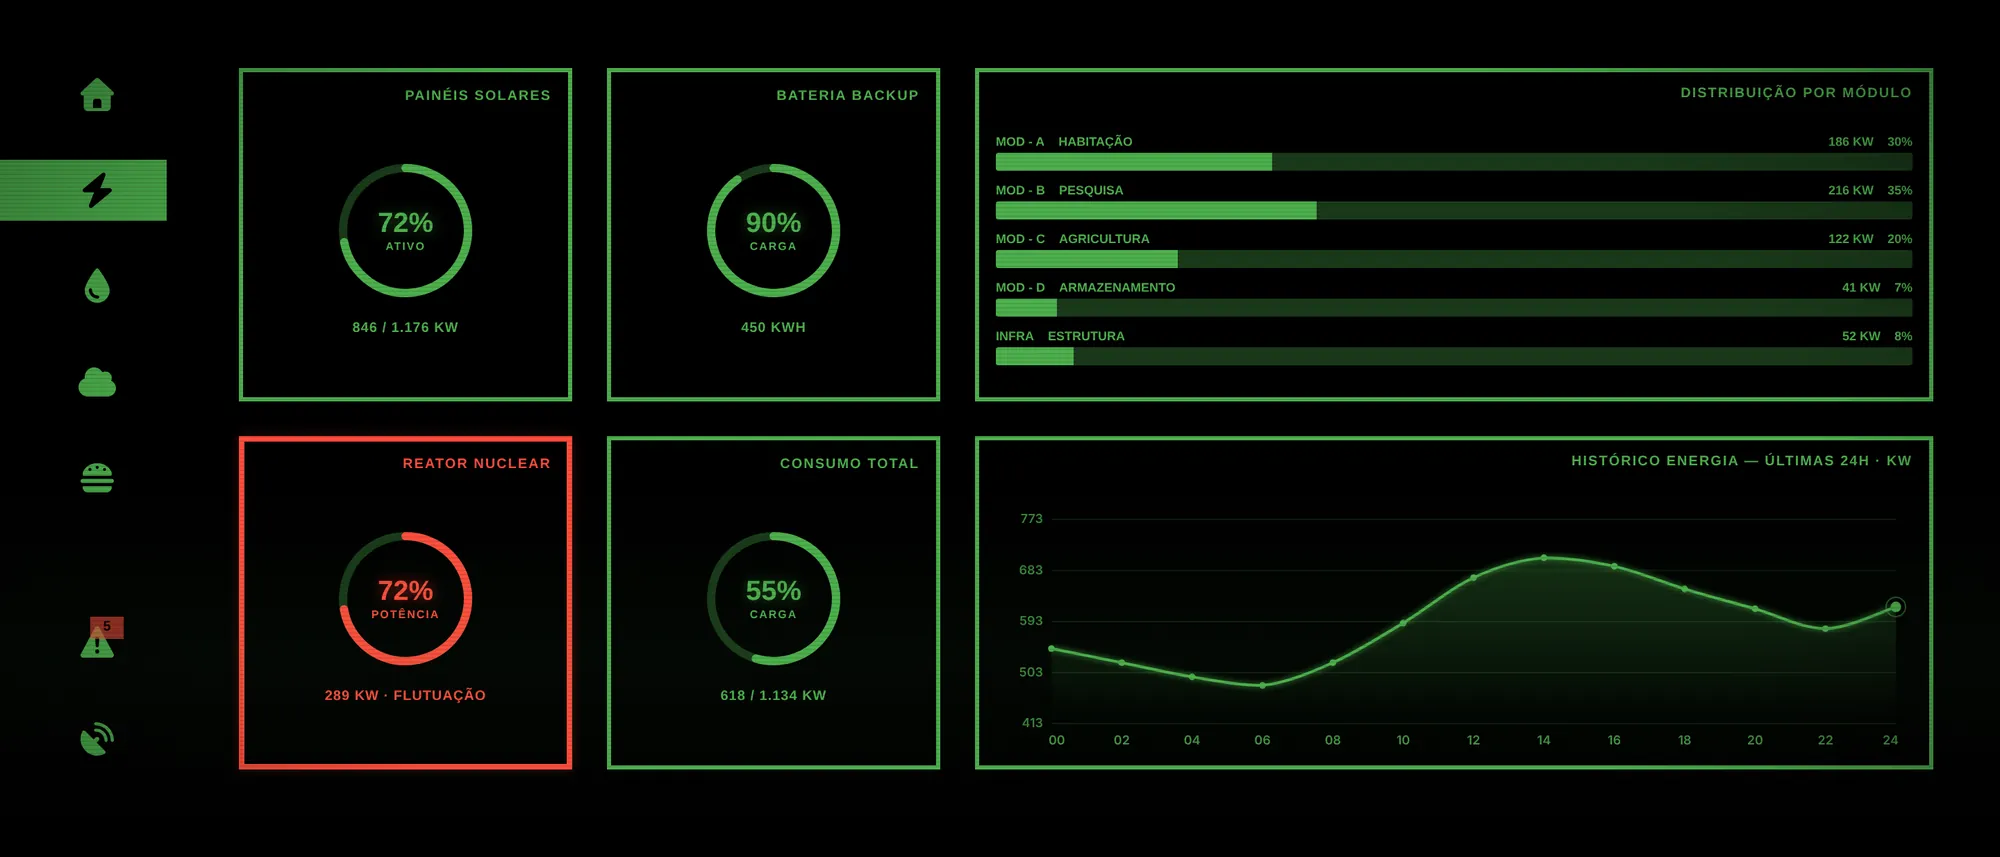 PAINÉIS SOLARES
72%
ATIVO
846 / 1.176 KW
BATERIA BACKUP
90%
CARGA
450 KWH
DISTRIBUIÇÃO POR MÓDULO
MOD - A HABITAÇÃO 186 KW 30%
MOD - B PESQUISA 216 KW 35%
MOD - C AGRICULTURA 122 KW 20%
MOD - D ARMAZENAMENTO 41 KW 7%
INFRA ESTRUTURA 52 KW 8%
5
REATOR NUCLEAR
72%
POTÊNCIA
289 KW · FLUTUAÇÃO
CONSUMO TOTAL
55%
CARGA
618 / 1.134 KW
HISTÓRICO ENERGIA — ÚLTIMAS 24H · KW
773
683
593
503
413
00 02 04 06 08 10 12 14 16 18 20 22 24